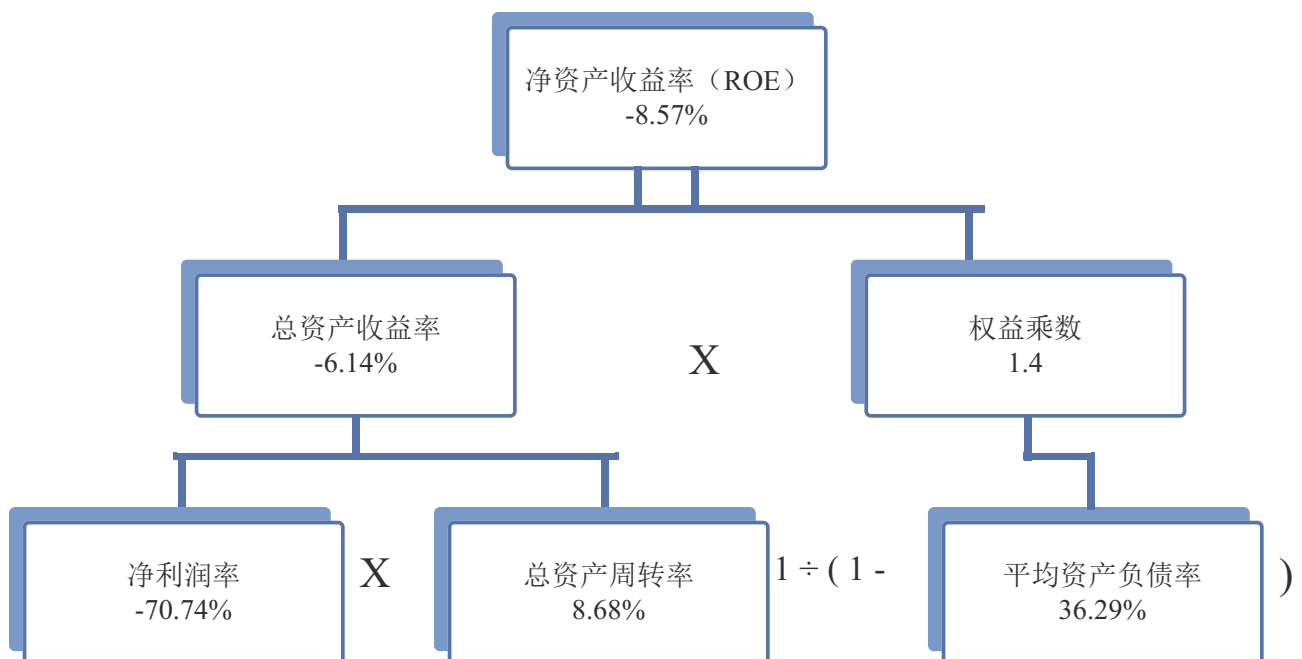 净资产收益率（ROE）
-8.57%
总资产收益率
-6.14%
X
权益乘数
1.4
净利润率
-70.74%
X
总资产周转率
8.68%
1 ÷ ( 1 -
平均资产负债率
36.29%
)